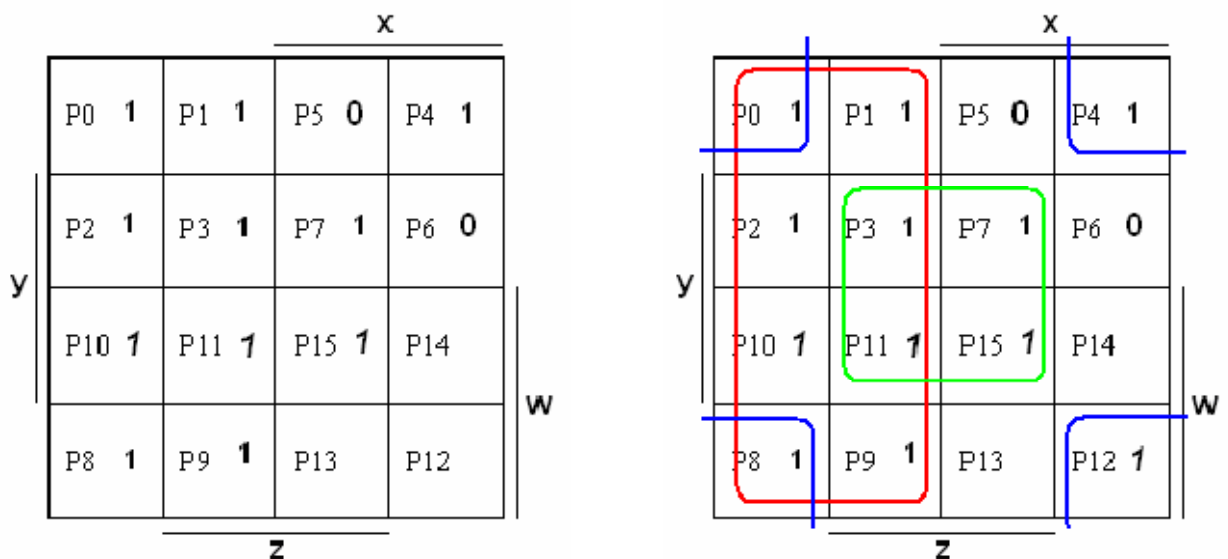 x
P0 1 P1 1 P5 0 P4 1
P2 1 P3 1 P7 1 P6 0
y
P10 1 P11 1 P15 1 P14
w
P8 1 P9 1 P13 P12
z
x
P0 1 P1 1 P5 0 P4 1
P2 1 P3 1 P7 1 P6 0
y
P10 1 P11 1 P15 1 P14
w
P8 1 P9 1 P13 P12 1
z